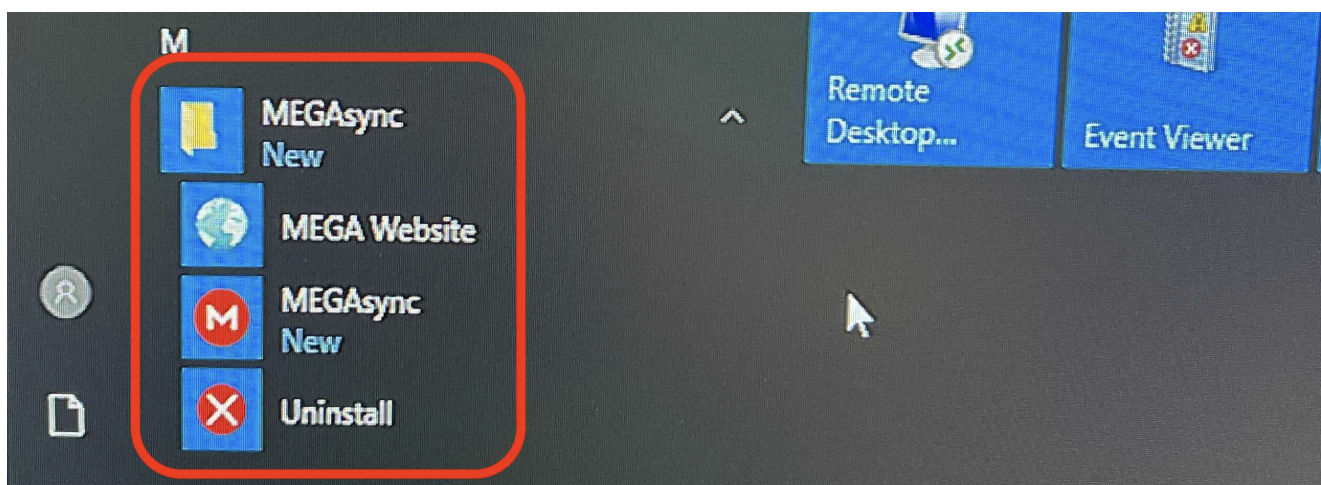 M
MEGAsync
New
MEGA Website
MEGAsync
New
Uninstall
Remote
Desktop...
Event Viewer